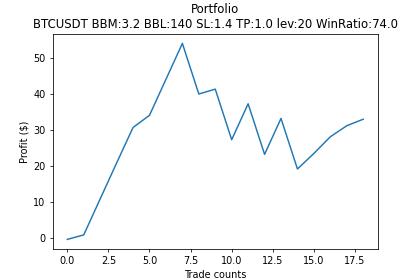 Portfolio
BTCUSDT BBM:3.2 BBL:140 SL:1.4 TP:1.0 lev:20 WinRatio:74.0
50
40
30
20
10
0
Profit ($)
0.0 2.5 5.0 7.5 10.0 12.5 15.0 17.5
Trade counts